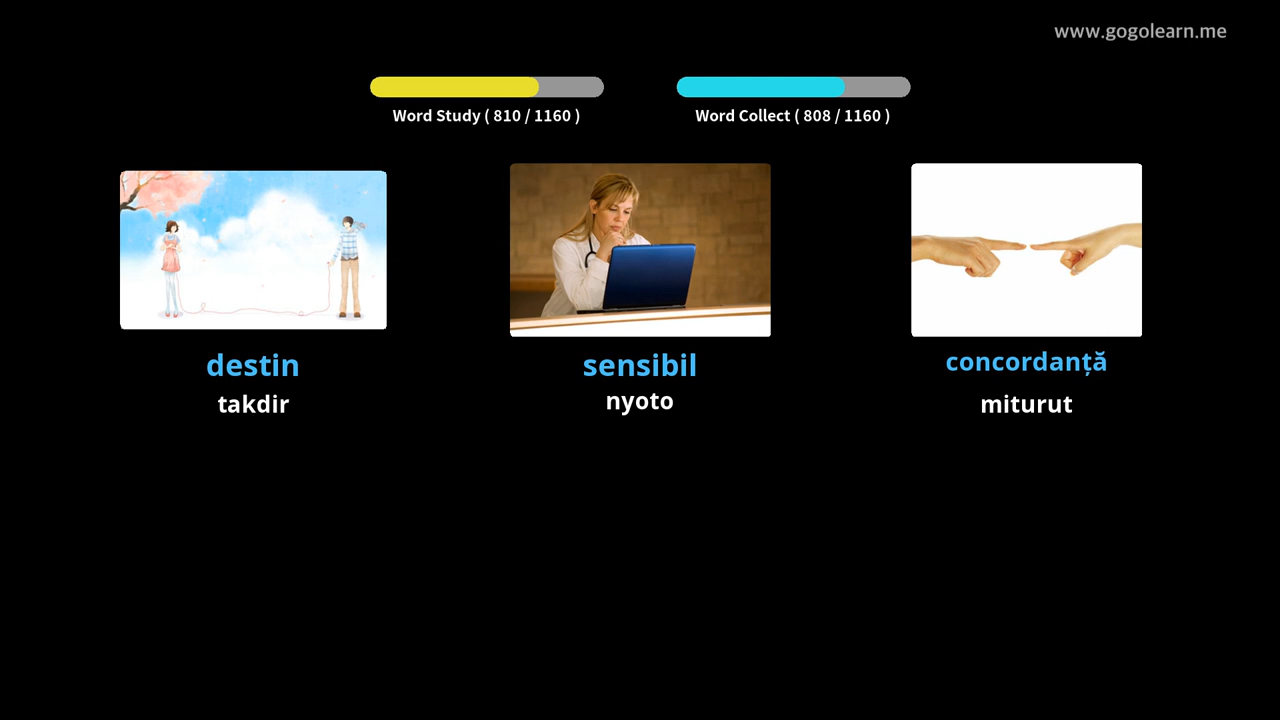 www.gogolearn.me
Word Study ( 810 / 1160 )
Word Collect ( 808 / 1160 )
destin
takdir
sensibil
nyoto
concordanță
miturut